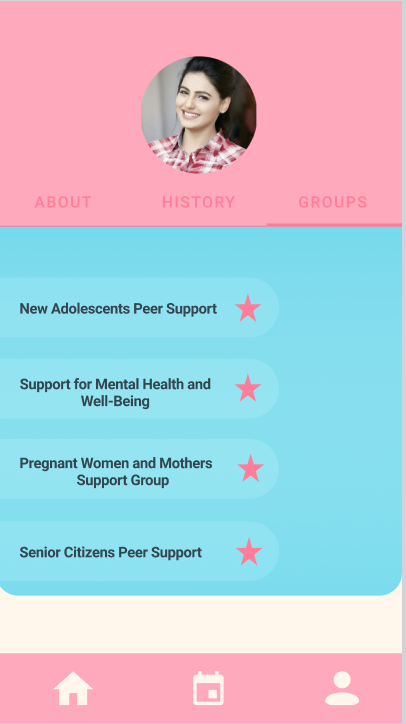 ABOUT HISTORY GROUPS
New Adolescents Peer Support
Support for Mental Health and
Well-Being
Pregnant Women and Mothers
Support Group
Senior Citizens Peer Support